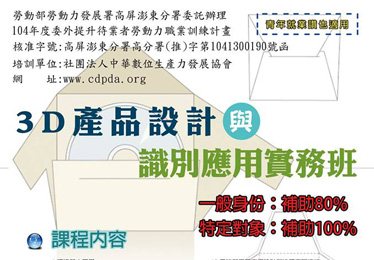 勞動部勞動力發展署高屏澎東分署委託辦理
104年度委外提升待業者勞動力職業訓練計畫
核准字號:高屏澎東分署高分署(推)字第1041300190號函
培訓單位:社團法人中華數位生產力發展協會
網 址:www.cdpda.org
青年就業讚也適用
3D產品設計與
識別應用實務班
一般身份：補助80%
特定對象：補助100%
課程內容